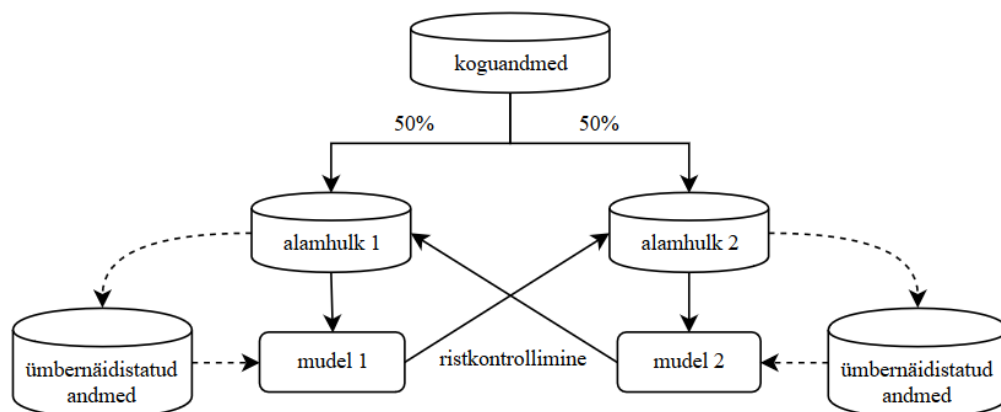 koguandmed
50%
50%
alamhulk 1
alamhulk 2
ümbernäidistatud
andmed
mudel 1
ristkontrollimine
mudel 2
ümbernäidistatud
andmed